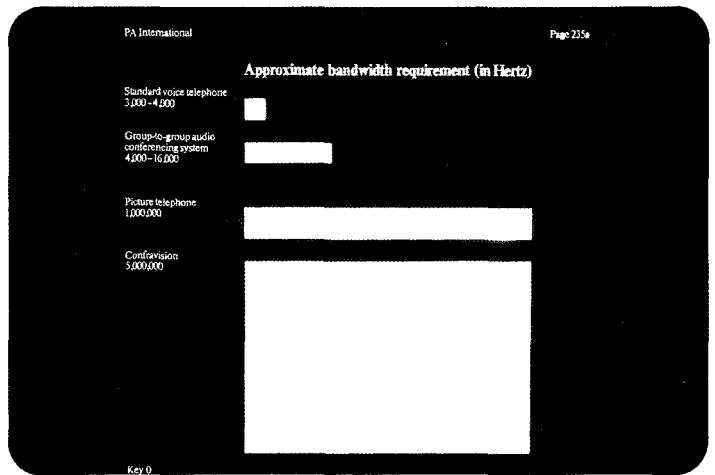 PA International
Page 235a
Approximate bandwidth requirement (in Hertz)
Standard voice telephone
3,000–4,000
Group-to-group audio
conferencing system
4,000–16,000
Picture telephone
1,000,000
Confravision
5,000,000
Key 0